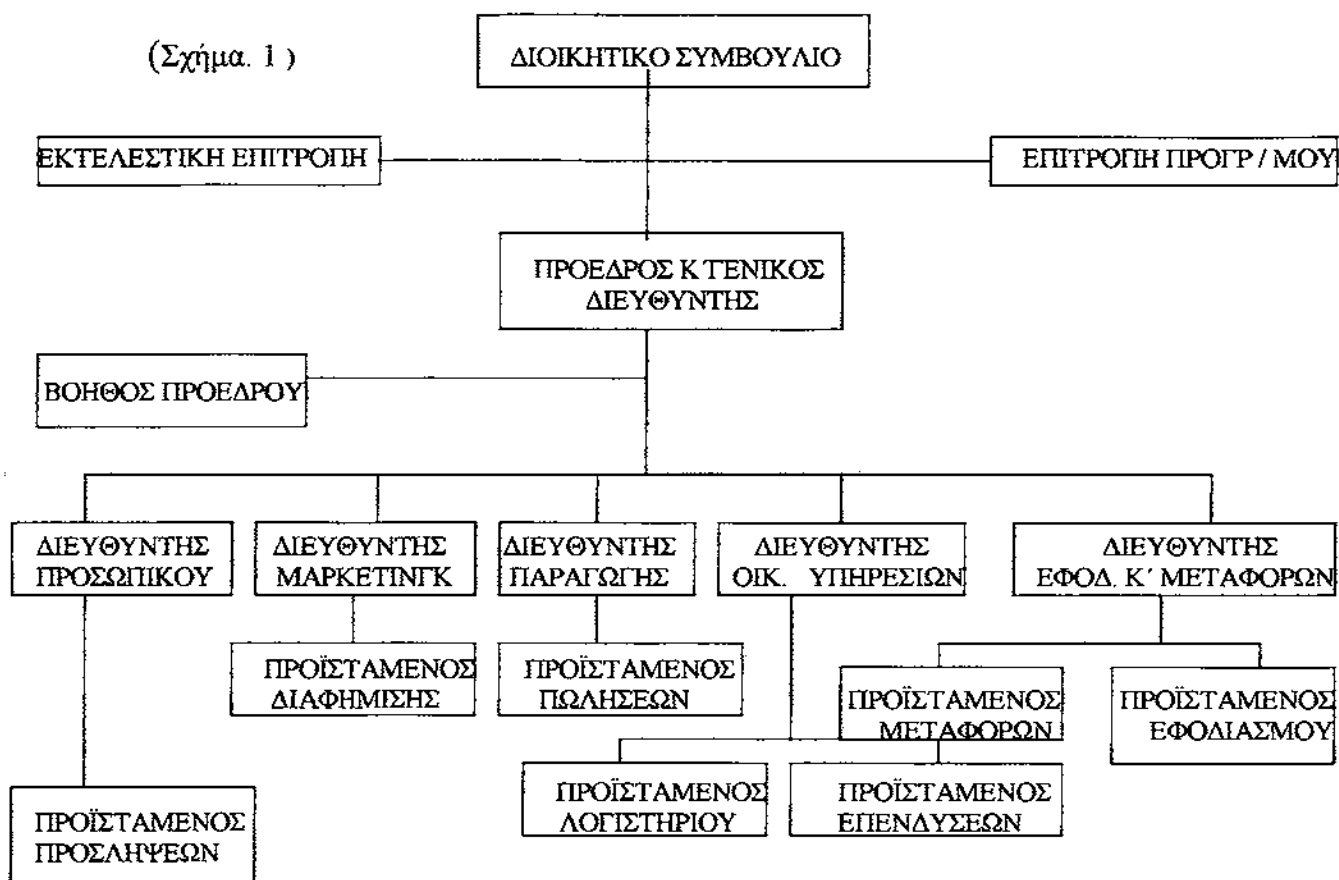 (Σχήμα. 1 )
ΔΙΟΙΚΗΤΙΚΟ ΣΥΜΒΟΥΛΙΟ
ΕΚΤΕΛΕΣΤΙΚΗ ΕΠΙΤΡΟΠΗ
ΕΠΙΤΡΟΠΗ ΠΡΟΓΡ / ΜΟΥ
ΠΡΟΕΔΡΟΣ Κ ΓΕΝΙΚΟΣ
ΔΙΕΥΘΥΝΤΗΣ
ΒΟΗΘΟΣ ΠΡΟΕΔΡΟΥ
ΔΙΕΥΘΥΝΤΗΣ
ΠΡΟΣΩΠΙΚΟΥ
ΔΙΕΥΘΥΝΤΗΣ
ΜΑΡΚΕΤΙΝΓΚ
ΔΙΕΥΘΥΝΤΗΣ
ΠΑΡΑΓΩΓΗΣ
ΔΙΕΥΘΥΝΤΗΣ
ΟΙΚ. ΥΠΗΡΕΣΙΩΝ
ΔΙΕΥΘΥΝΤΗΣ
ΕΦΟΔ. Κ΄ ΜΕΤΑΦΟΡΩΝ
ΠΡΟΪΣΤΑΜΕΝΟΣ
ΔΙΑΦΗΜΙΣΗΣ
ΠΡΟΪΣΤΑΜΕΝΟΣ
ΠΩΛΗΣΕΩΝ
ΠΡΟΪΣΤΑΜΕΝΟΣ
ΜΕΤΑΦΟΡΩΝ
ΠΡΟΪΣΤΑΜΕΝΟΣ
ΕΦΟΔΙΑΣΜΟΥ
ΠΡΟΪΣΤΑΜΕΝΟΣ
ΠΡΟΣΛΗΨΕΩΝ
ΠΡΟΪΣΤΑΜΕΝΟΣ
ΛΟΓΙΣΤΗΡΙΟΥ
ΠΡΟΪΣΤΑΜΕΝΟΣ
ΕΠΕΝΔΥΣΕΩΝ